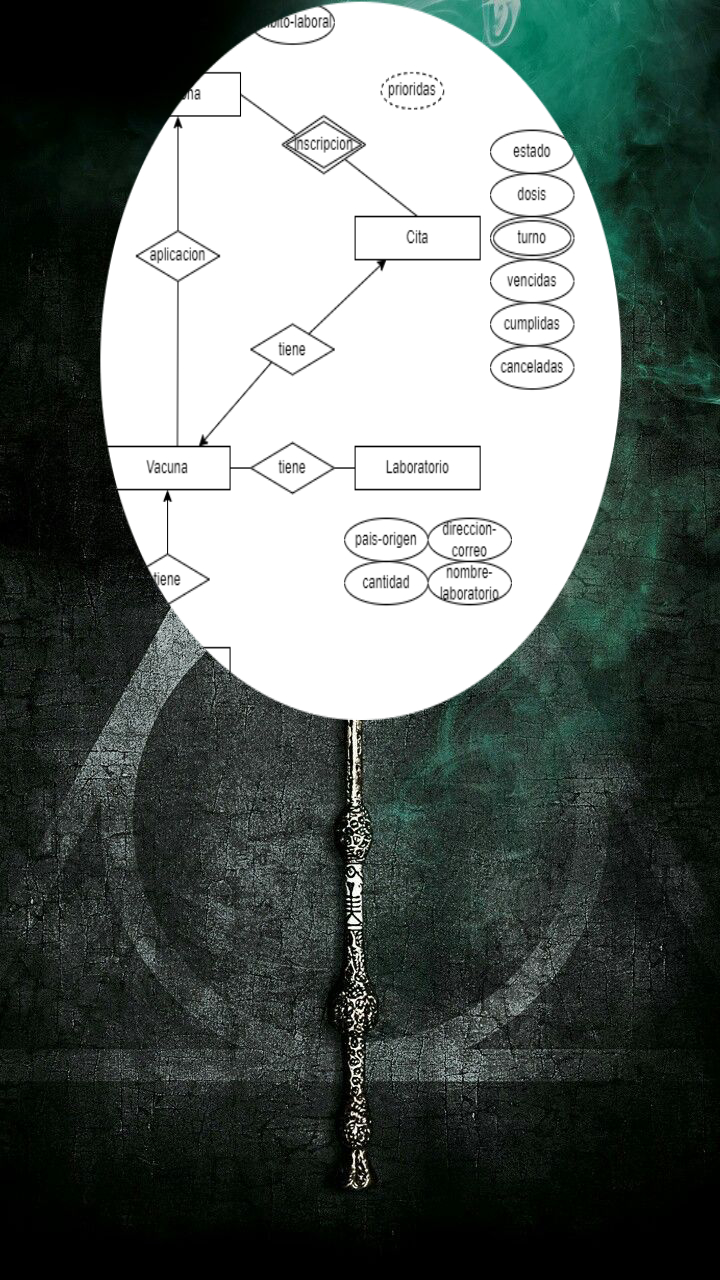 prioridas
inscripcion
estado
dosis
turno
Cita
aplicacion
vencidas
cumplidas
tiene
canceladas
Vacuna
tiene
Laboratorio
pais-origen
direccion-
correo
tiene
cantidad
nombre-
laboratorio